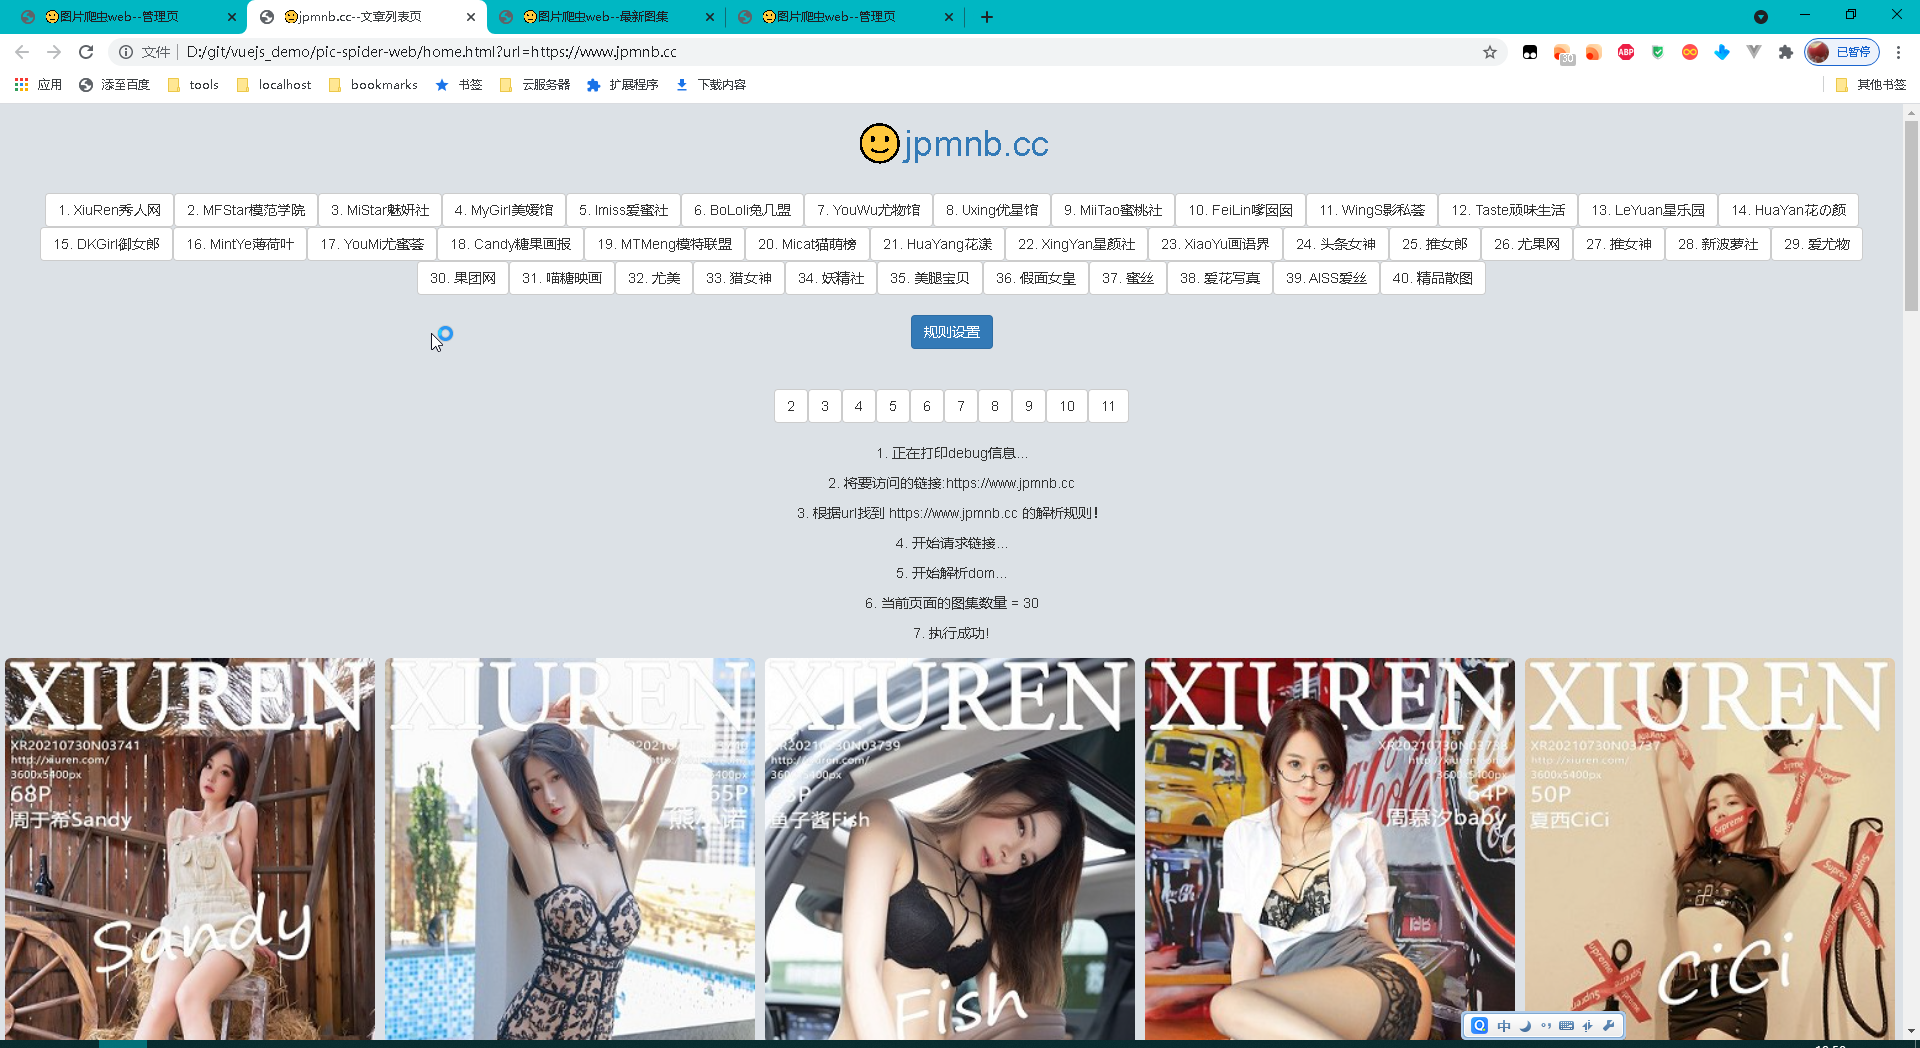 图片爬虫web--管理页
jpmnb.cc--文章列表页
图片爬虫web--最新图集
图片爬虫web--管理页
文件 D:/git/vuejs_demo/pic-spider-web/home.html?url=https://www.jpmnb.cc
30
ABP
已暂停
应用 添至百度 tools localhost bookmarks 书签 云服务器 扩展程序 下载内容 其他书签
jpmnb.cc
1. XiuRen秀人网 2. MFStar模范学院 3. MiStar魅妍社 4. MyGirl美媛馆 5. Imiss爱蜜社 6. BoLoli兔几盟 7. YouWu尤物馆 8. Uxing优星馆 9. MiiTao蜜桃社 10. FeiLin嗲囡囡 11. WingS影私荟 12. Taste顽味生活 13. LeYuan星乐园 14. HuaYan花の颜
15. DKGirl御女郎 16. MintYe薄荷叶 17. YouMi尤蜜荟 18. Candy糖果画报 19. MTMeng模特联盟 20. Micat猫萌榜 21. HuaYang花漾 22. XingYan星颜社 23. XiaoYu画语界 24. 头条女神 25. 推女郎 26. 尤果网 27. 推女神 28. 新波萝社 29. 爱尤物
30. 果团网 31. 喵糖映画 32. 尤美 33. 猎女神 34. 妖精社 35. 美腿宝贝 36. 假面女皇 37. 蜜丝 38. 爱花写真 39. AISS爱丝 40. 精品散图
规则设置
2 3 4 5 6 7 8 9 10 11
1. 正在打印debug信息...
2. 将要访问的链接:https://www.jpmnb.cc
3. 根据url找到 https://www.jpmnb.cc 的解析规则!
4. 开始请求链接...
5. 开始解析dom...
6. 当前页面的图集数量 = 30
7. 执行成功!
XIUREN
XR20210730N03741
http://xiuren.com/
3600x5400px
68P
周于希Sandy
Sandy
XIUREN
65P
熊小诺
XIUREN
XR20210730N03739
http://xiuren.com/
鱼子酱Fish
Fish
XIUREN
XR20210730N03738
64P
周慕汐baby
XIUREN
XR20210730N03737
http://xiuren.com/
3600x5400px
50P
夏西CiCi
Supreme
CiCi
中